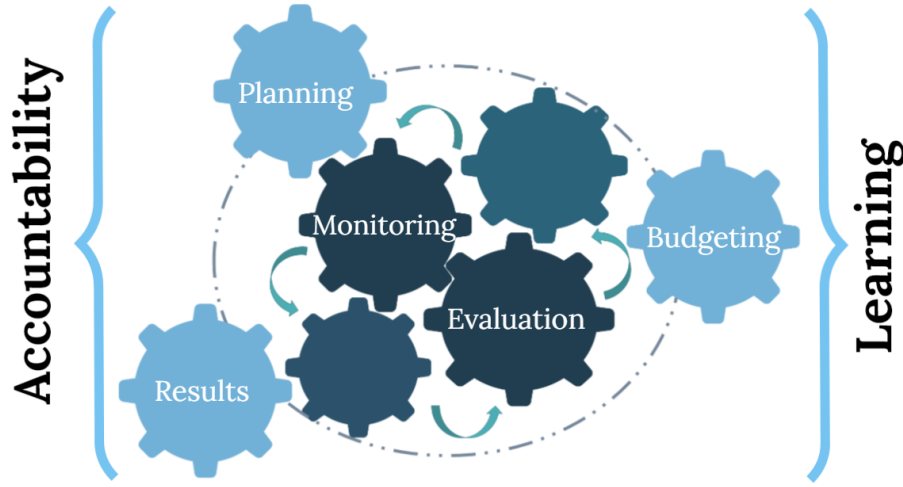 Accountability
Planning
Monitoring
Budgeting
Evaluation
Results
Learning